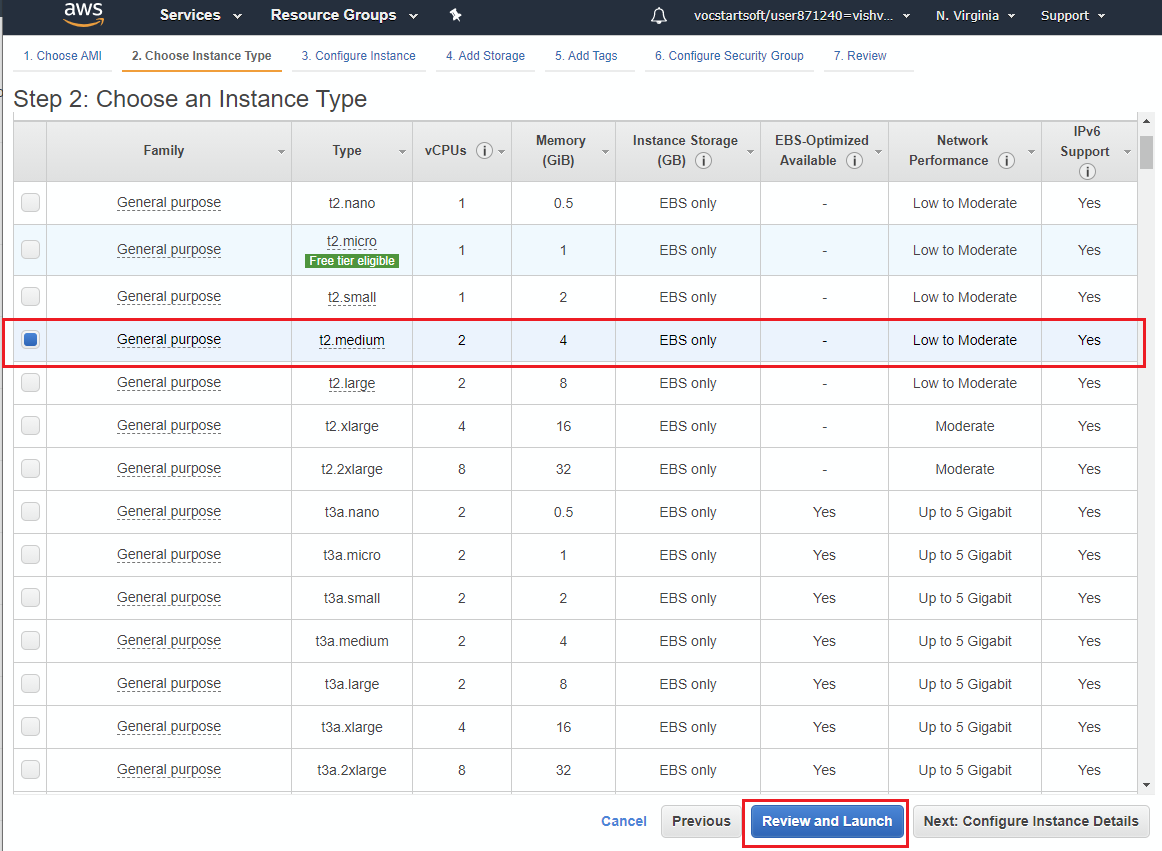 aws Services Resource Groups vocstartsoft/user871240=vishv... N. Virginia Support
1. Choose AMI 2. Choose Instance Type 3. Configure Instance 4. Add Storage 5. Add Tags 6. Configure Security Group 7. Review
Step 2: Choose an Instance Type
Family Type vCPUs i Memory (GiB) Instance Storage (GB) i EBS-Optimized Available i Network Performance i IPv6 Support i
General purpose t2.nano 1 0.5 EBS only - Low to Moderate Yes
General purpose t2.micro Free tier eligible 1 1 EBS only - Low to Moderate Yes
General purpose t2.small 1 2 EBS only - Low to Moderate Yes
General purpose t2.medium 2 4 EBS only - Low to Moderate Yes
General purpose t2.large 2 8 EBS only - Low to Moderate Yes
General purpose t2.xlarge 4 16 EBS only - Moderate Yes
General purpose t2.2xlarge 8 32 EBS only - Moderate Yes
General purpose t3a.nano 2 0.5 EBS only Yes Up to 5 Gigabit Yes
General purpose t3a.micro 2 1 EBS only Yes Up to 5 Gigabit Yes
General purpose t3a.small 2 2 EBS only Yes Up to 5 Gigabit Yes
General purpose t3a.medium 2 4 EBS only Yes Up to 5 Gigabit Yes
General purpose t3a.large 2 8 EBS only Yes Up to 5 Gigabit Yes
General purpose t3a.xlarge 4 16 EBS only Yes Up to 5 Gigabit Yes
General purpose t3a.2xlarge 8 32 EBS only Yes Up to 5 Gigabit Yes
Cancel Previous Review and Launch Next: Configure Instance Details